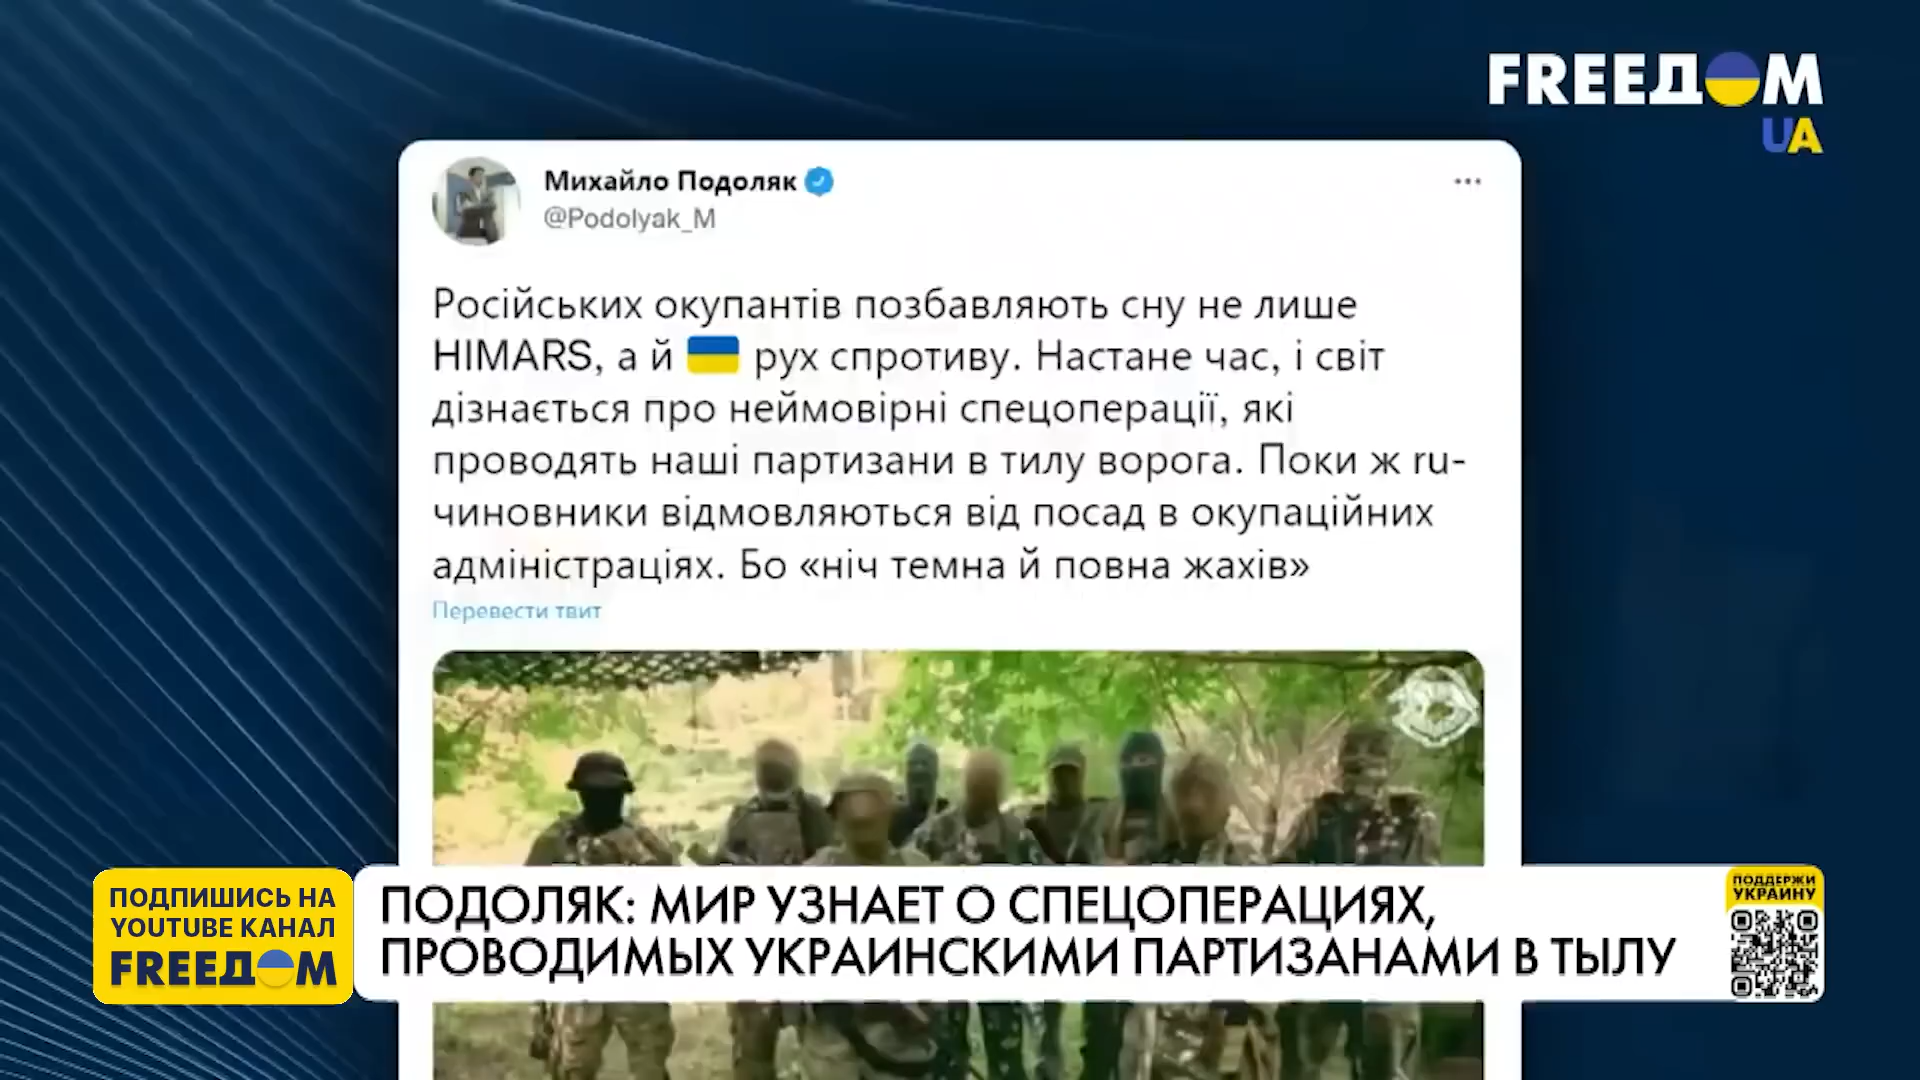 FREEДOM
UA
Михайло Подоляк
@Podolyak_M
Російських окупантів позбавляють сну не лише
HIMARS, а й 🇺🇦 рух спротиву. Настане час, і світ
дізнається про неймовірні спецоперації, які
проводять наші партизани в тилу ворога. Поки ж ru-
чиновники відмовляються від посад в окупаційних
адміністраціях. Бо «ніч темна й повна жахів»
Перевести твит
ПОДПИШИСЬ НА
YOUTUBE КАНАЛ
FREEДOM
ПОДОЛЯК: МИР УЗНАЕТ О СПЕЦОПЕРАЦИЯХ,
ПРОВОДИМЫХ УКРАИНСКИМИ ПАРТИЗАНАМИ В ТЫЛУ
ПОДДЕРЖИ
УКРАИНУ